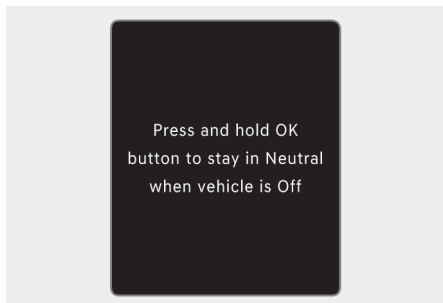 Press and hold OK
button to stay in Neutral
when vehicle is Off